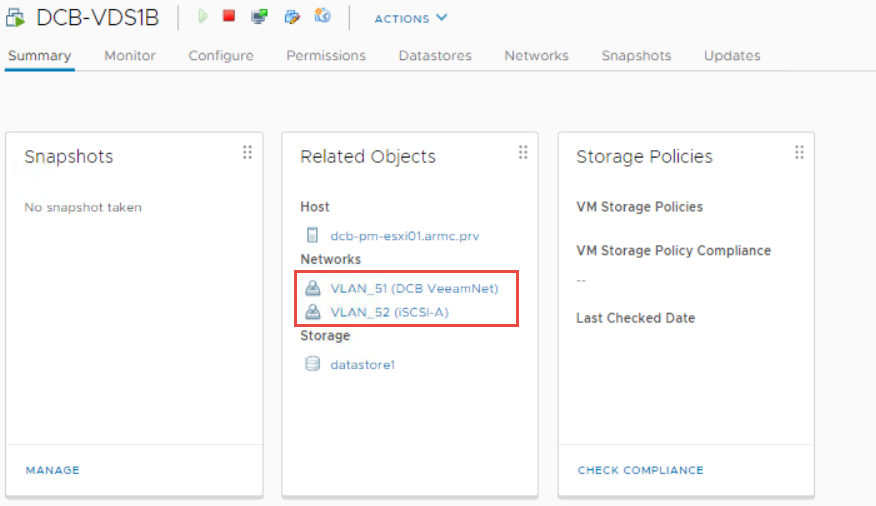 DCB-VDS1B
ACTIONS
Summary Monitor Configure Permissions Datastores Networks Snapshots Updates
Snapshots
No snapshot taken
MANAGE
Related Objects
Host
dcb-pm-esxi01.armc.prv
Networks
VLAN_51 (DCB VeeamNet)
VLAN_52 (iSCSI-A)
Storage
datastore1
Storage Policies
VM Storage Policies
VM Storage Policy Compliance
--
Last Checked Date
CHECK COMPLIANCE